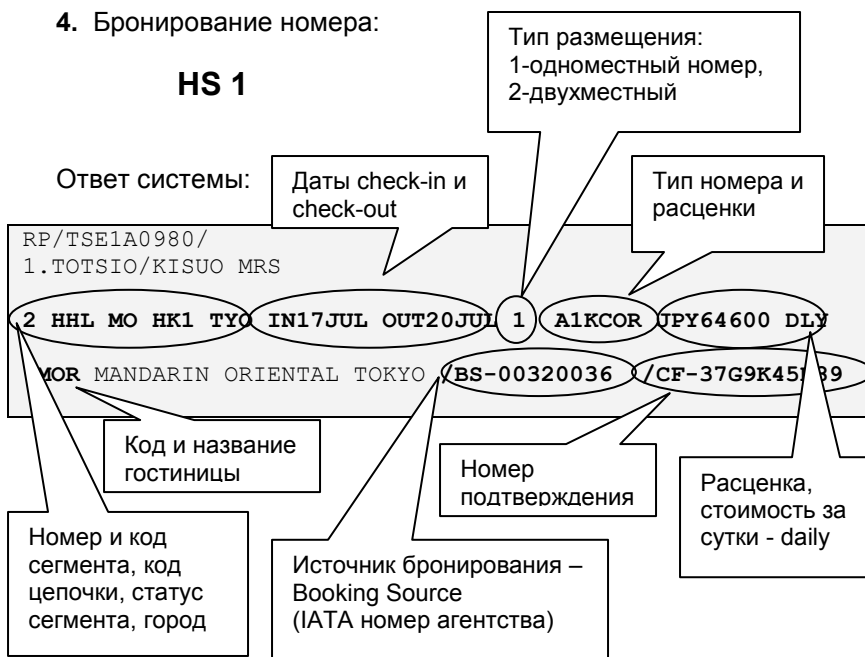 4. Бронирование номера:
HS 1
Тип размещения:
1-одноместный номер,
2-двухместный
Ответ системы:
Даты check-in и
check-out
Тип номера и
расценки
RP/TSE1A0980/
1.TOTSIO/KISUO MRS
2 HHL MO HK1 TYO IN17JUL OUT20JUL 1 A1KCOR JPY64600 DLY
MOR MANDARIN ORIENTAL TOKYO /BS-00320036 /CF-37G9K45
Код и название
гостиницы
Номер
подтверждения
Расценка,
стоимость за
сутки - daily
Номер и код
сегмента, код
цепочки, статус
сегмента, город
Источник бронирования –
Booking Source
(IATA номер агентства)